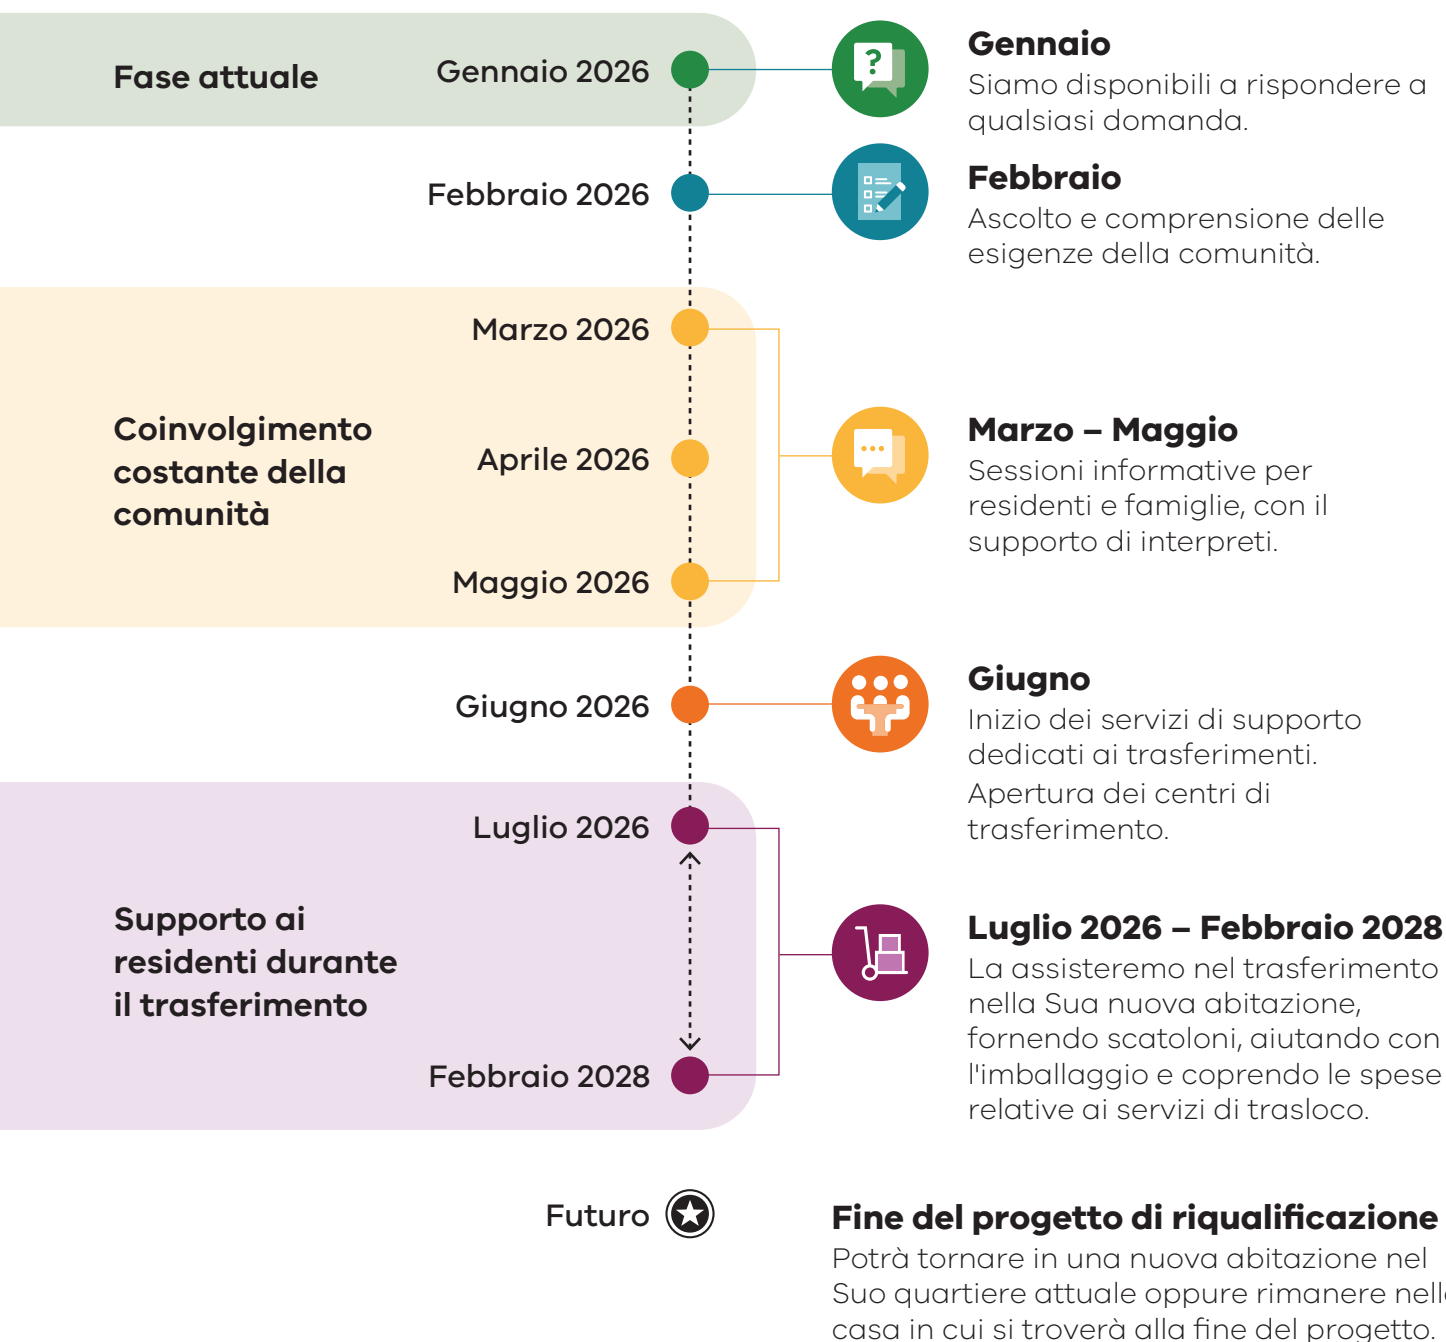 Fase attuale
Gennaio 2026
Gennaio
Siamo disponibili a rispondere a
qualsiasi domanda.
Febbraio 2026
Febbraio
Ascolto e comprensione delle
esigenze della comunità.
Coinvolgimento
costante della
comunità
Marzo 2026
Aprile 2026
Maggio 2026
Marzo – Maggio
Sessioni informative per
residenti e famiglie, con il
supporto di interpreti.
Giugno 2026
Giugno
Inizio dei servizi di supporto
dedicati ai trasferimenti.
Apertura dei centri di
trasferimento.
Supporto ai
residenti durante
il trasferimento
Luglio 2026
Febbraio 2028
Luglio 2026 – Febbraio 2028
La assisteremo nel trasferimento
nella Sua nuova abitazione,
fornendo scatoloni, aiutando con
l'imballaggio e coprendo le spese
relative ai servizi di trasloco.
Futuro
Fine del progetto di riqualificazione
Potrà tornare in una nuova abitazione nel
Suo quartiere attuale oppure rimanere nella
casa in cui si troverà alla fine del progetto.